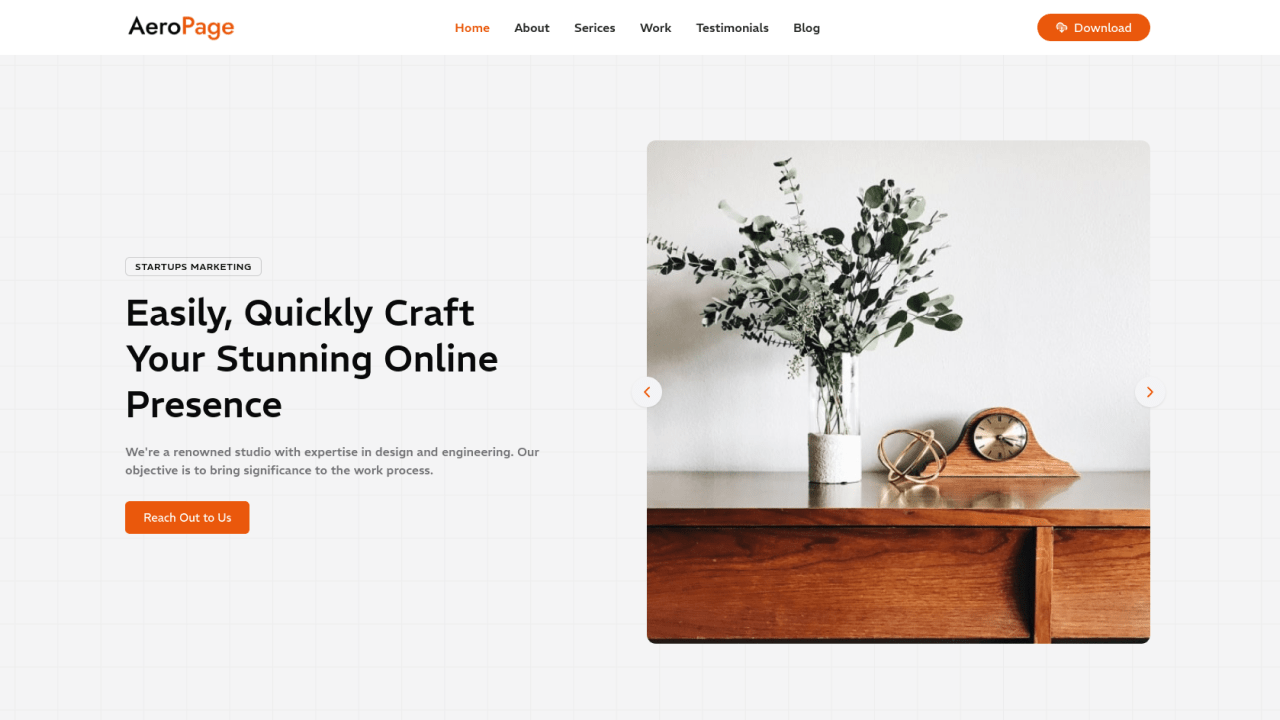 AeroPage
Home
About
Serices
Work
Testimonials
Blog
Download
STARTUPS MARKETING
Easily, Quickly Craft
Your Stunning Online
Presence
We're a renowned studio with expertise in design and engineering. Our
objective is to bring significance to the work process.
Reach Out to Us